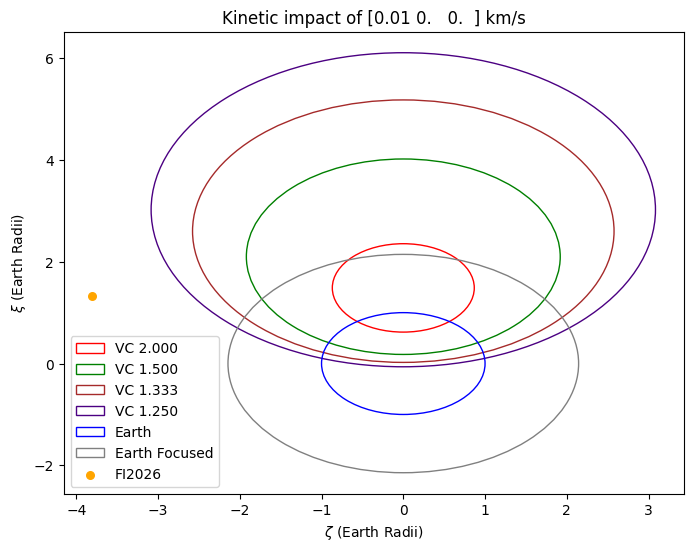 Kinetic impact of [0.01 0.   0.  ] km/s
6
4
2
0
−2
ξ (Earth Radii)
VC 2.000
VC 1.500
VC 1.333
VC 1.250
Earth
Earth Focused
FI2026
−4 −3 −2 −1 0 1 2 3
ζ (Earth Radii)